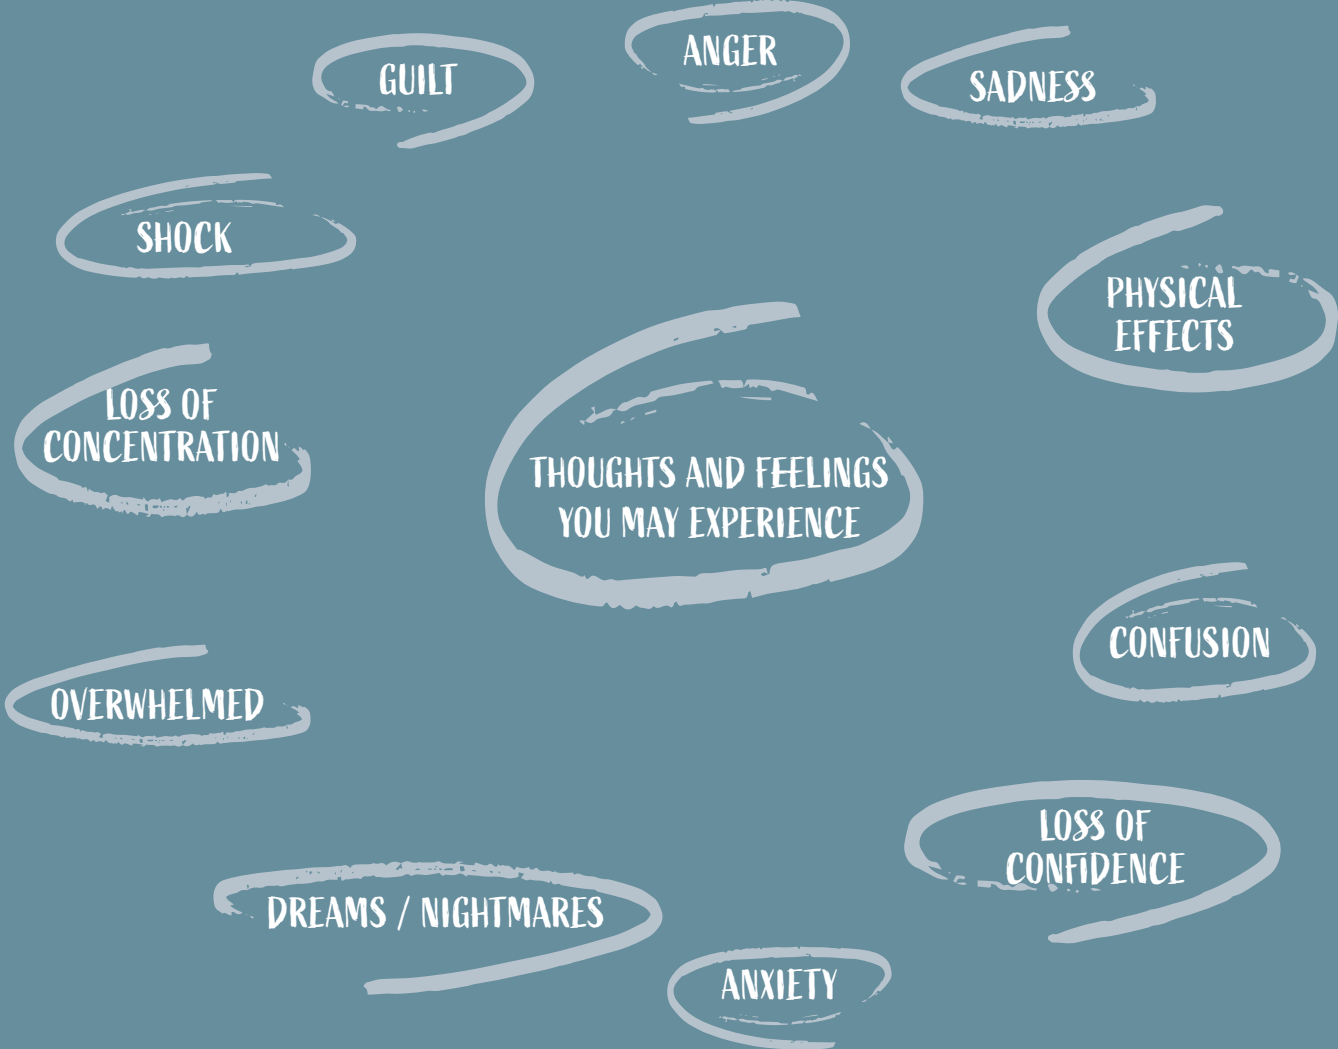 ANGER
GUILT
SADNESS
SHOCK
PHYSICAL
EFFECTS
LOSS OF
CONCENTRATION
THOUGHTS AND FEELINGS
YOU MAY EXPERIENCE
CONFUSION
OVERWHELMED
LOSS OF
CONFIDENCE
DREAMS / NIGHTMARES
ANXIETY